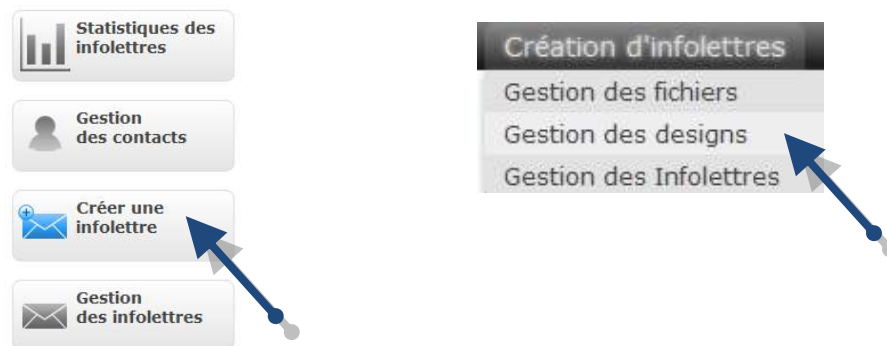 Statistiques des
infolettres
Gestion
des contacts
Créer une
infolettre
Gestion
des infolettres
Création d'infolettres
Gestion des fichiers
Gestion des designs
Gestion des Infolettres